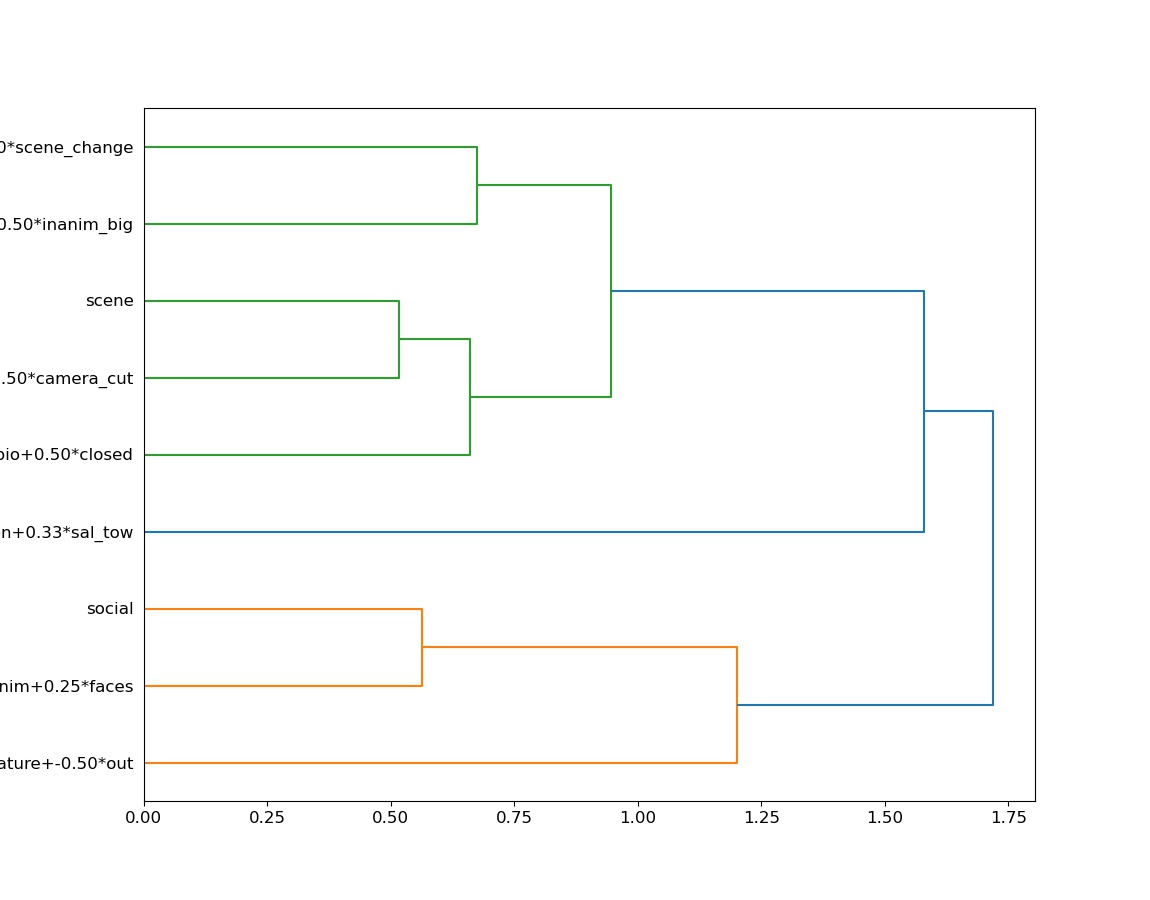 0*scene_change
0.50*inanim_big
scene
.50*camera_cut
bio+0.50*closed
n+0.33*sal_tow
social
nim+0.25*faces
ature+-0.50*out
0.00 0.25 0.50 0.75 1.00 1.25 1.50 1.75